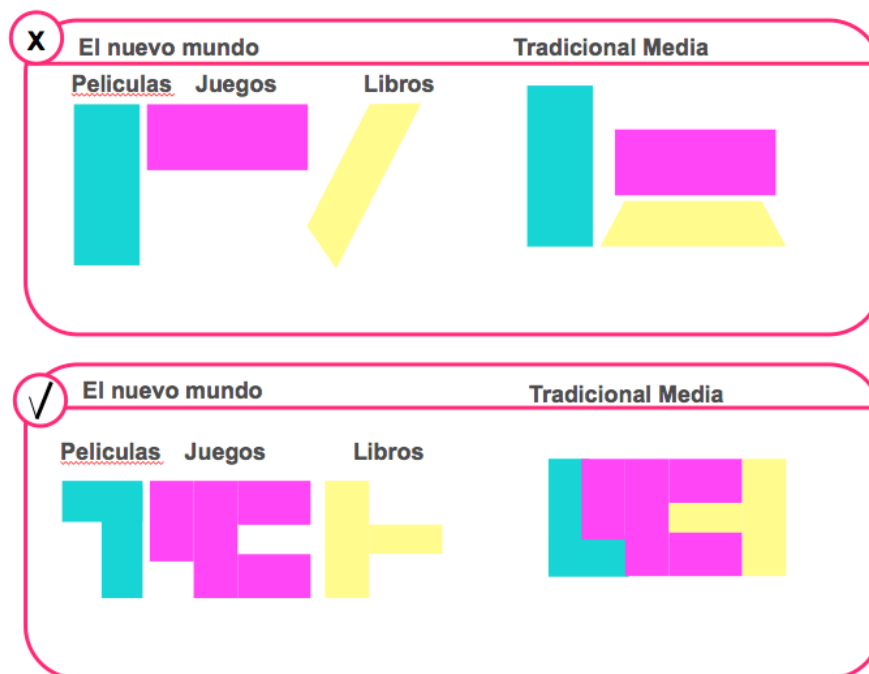 X
El nuevo mundo Tradicional Media
Peliculas Juegos Libros
√
El nuevo mundo Tradicional Media
Peliculas Juegos Libros